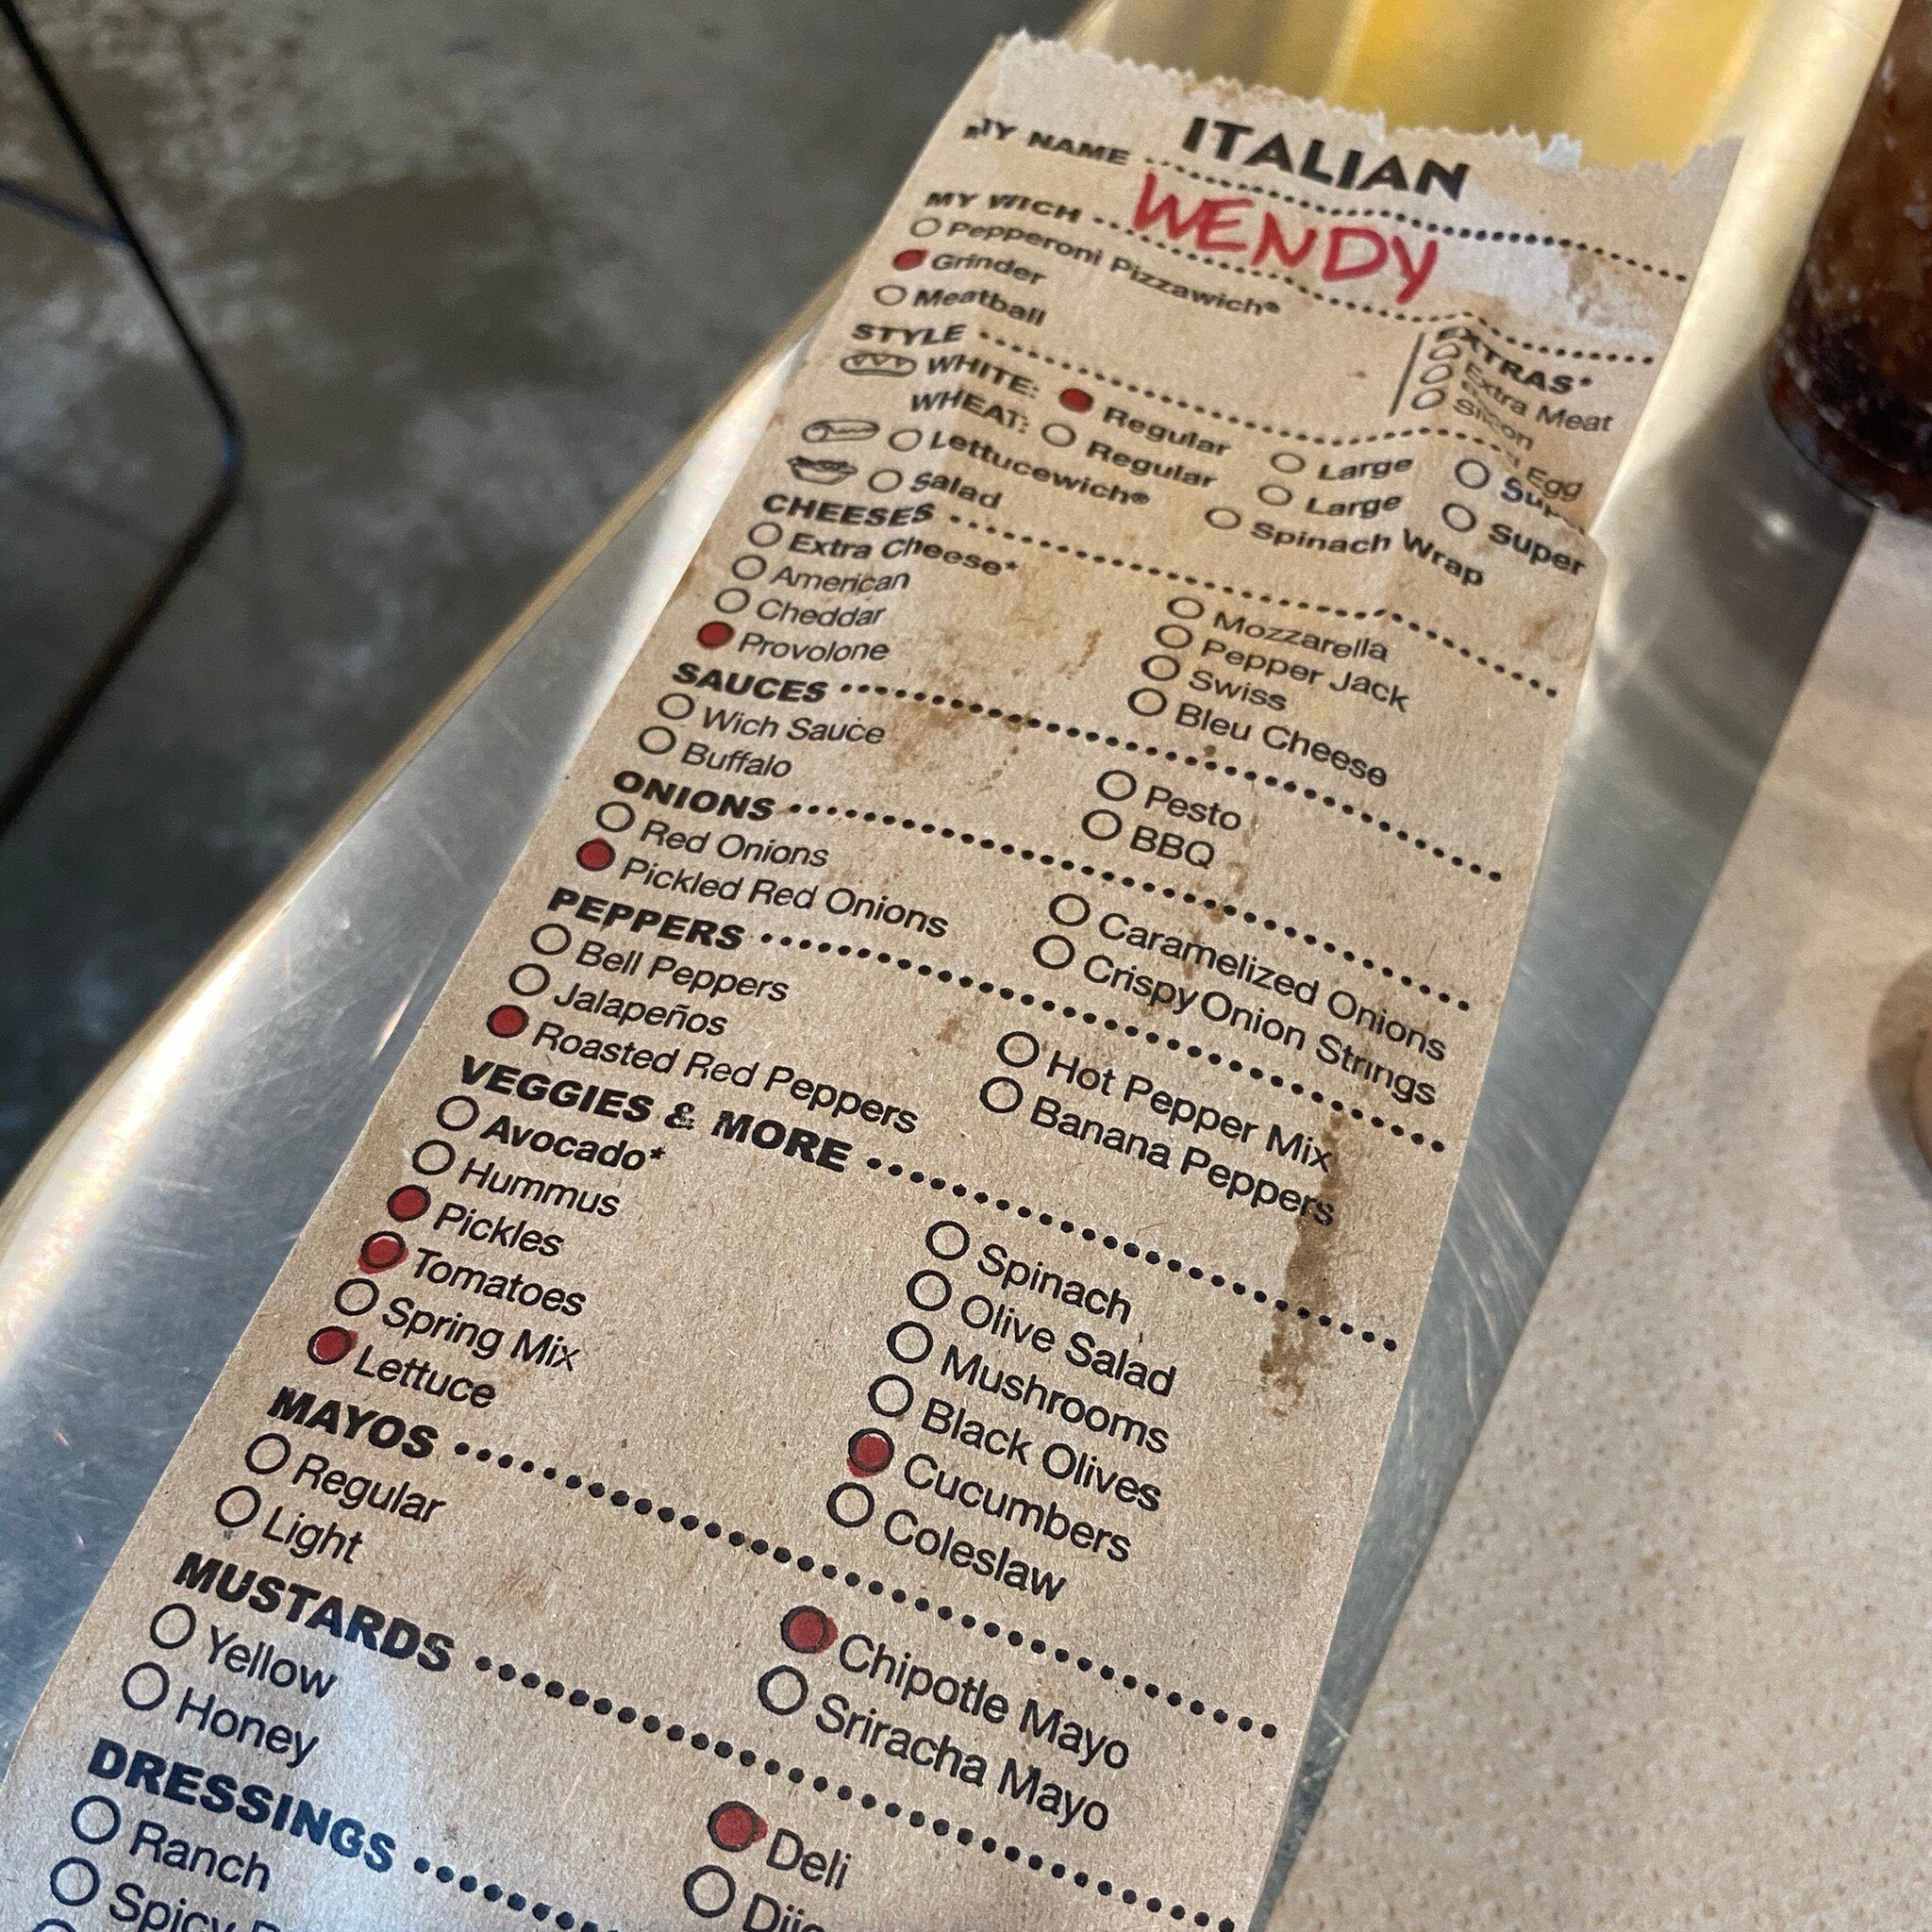 ITALIAN
MY NAME
WENDY
MY WICH
Pepperoni Pizzawich®
Grinder
Meatball
EXTRAS*
Extra Meat
Egg
STYLE
WHITE: Regular Large
WHEAT: Regular Large Super
Lettucewich® Spinach Wrap
Salad
CHEESES
Extra Cheese* Mozzarella
American Pepper Jack
Cheddar Swiss
Provolone Bleu Cheese
SAUCES
Wich Sauce Pesto
Buffalo BBQ
ONIONS
Red Onions Caramelized Onions
Pickled Red Onions Crispy Onion Strings
PEPPERS
Bell Peppers Hot Pepper Mix
Jalapeños Banana Peppers
Roasted Red Peppers
VEGGIES & MORE
Avocado* Spinach
Hummus Olive Salad
Pickles Mushrooms
Tomatoes Black Olives
Spring Mix Cucumbers
Lettuce Coleslaw
MAYOS
Regular Chipotle Mayo
Light Sriracha Mayo
MUSTARDS
Yellow Deli
Honey
DRESSINGS
Ranch
Spicy